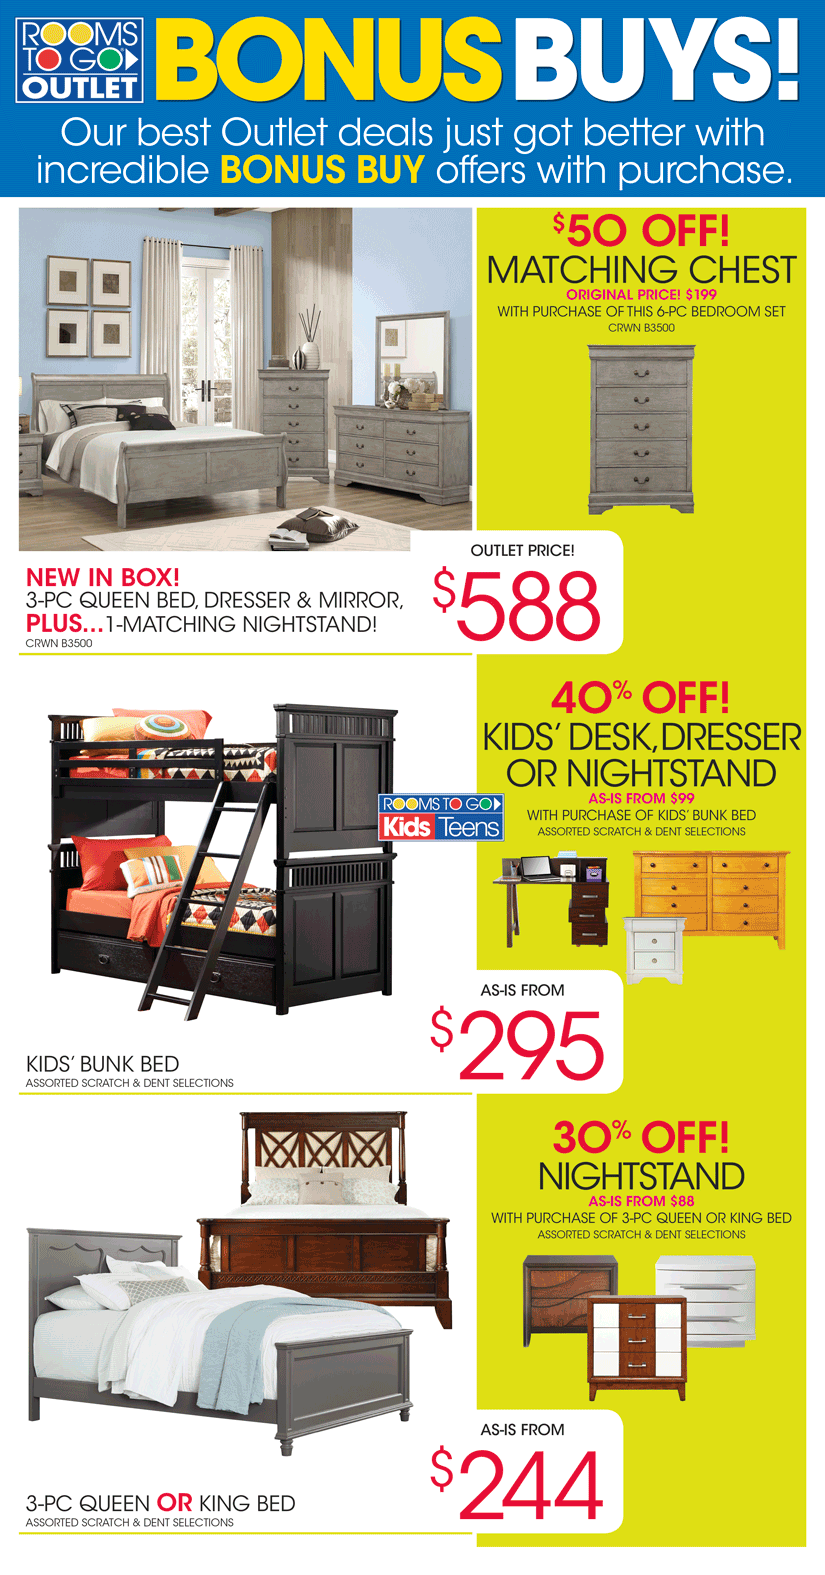 ROOMS
TO GO
OUTLET
BONUS BUYS!
Our best Outlet deals just got better with
incredible BONUS BUY offers with purchase.
$50 OFF!
MATCHING CHEST
ORIGINAL PRICE! $199
WITH PURCHASE OF THIS 6-PC BEDROOM SET
CRWN B3500
NEW IN BOX!
3-PC QUEEN BED, DRESSER & MIRROR,
PLUS...1-MATCHING NIGHTSTAND!
CRWN B3500
OUTLET PRICE!
$588
40% OFF!
KIDS' DESK, DRESSER
OR NIGHTSTAND
AS-IS FROM $99
WITH PURCHASE OF KIDS' BUNK BED
ASSORTED SCRATCH & DENT SELECTIONS
ROOMS TO GO
Kids Teens
KIDS' BUNK BED
ASSORTED SCRATCH & DENT SELECTIONS
AS-IS FROM
$295
30% OFF!
NIGHTSTAND
AS-IS FROM $88
WITH PURCHASE OF 3-PC QUEEN OR KING BED
ASSORTED SCRATCH & DENT SELECTIONS
3-PC QUEEN OR KING BED
ASSORTED SCRATCH & DENT SELECTIONS
AS-IS FROM
$244